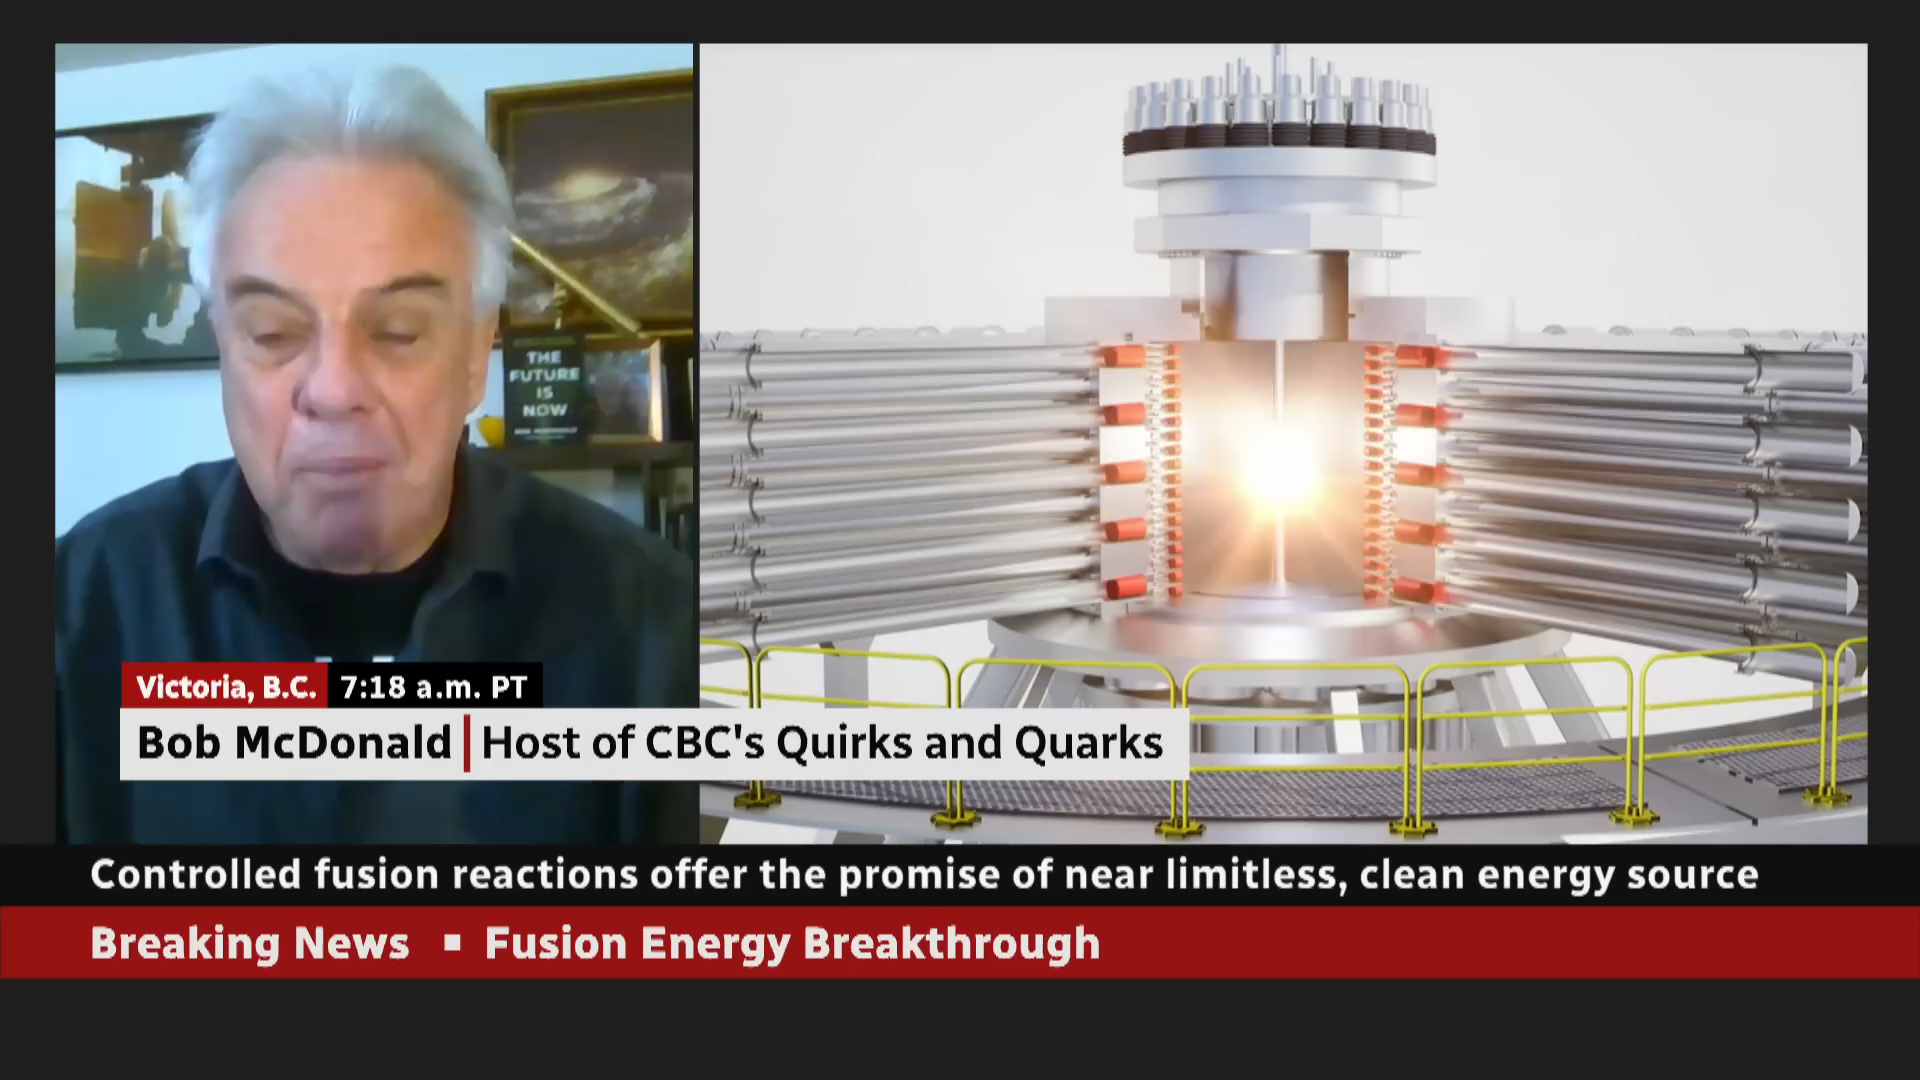 THE
FUTURE
IS
NOW
Victoria, B.C. 7:18 a.m. PT
Bob McDonald | Host of CBC's Quirks and Quarks
Controlled fusion reactions offer the promise of near limitless, clean energy source
Breaking News ▪ Fusion Energy Breakthrough